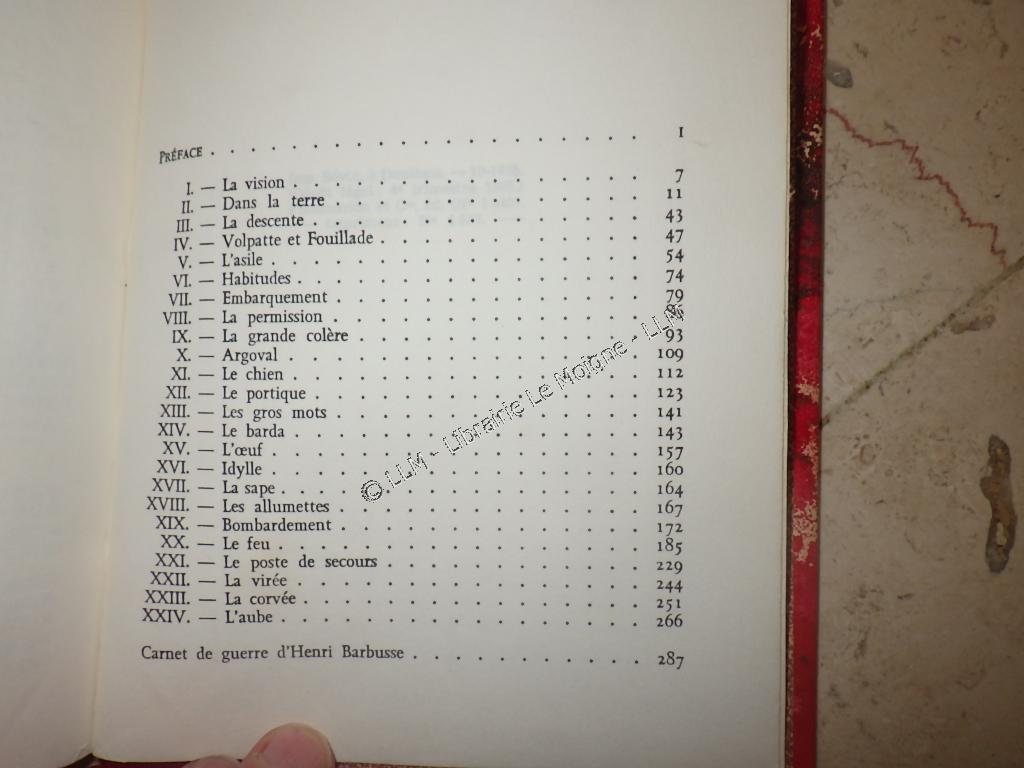 PRÉFACE . . . . . . . . . . . . . . . . . . . I
I. — La vision . . . . . . . . . . . . . . . . 7
II. — Dans la terre . . . . . . . . . . . . . . 11
III. — La descente . . . . . . . . . . . . . . . 43
IV. — Volpatte et Fouillade . . . . . . . . . . . . 47
V. — L'asile . . . . . . . . . . . . . . . . . 54
VI. — Habitudes . . . . . . . . . . . . . . . . 74
VII. — Embarquement . . . . . . . . . . . . . . 79
VIII. — La permission . . . . . . . . . . . . . .
IX. — La grande colère . . . . . . . . . . . . . 93
X. — Argoval . . . . . . . . . . . . . . . . 109
XI. — Le chien . . . . . . . . . . . . . . . . 112
XII. — Le portique . . . . . . . . . . . . . . . 123
XIII. — Les gros mots . . . . . . . . . . . . . . 141
XIV. — Le barda . . . . . . . . . . . . . . . . 143
XV. — L'œuf . . . . . . . . . . . . . . . . . 157
XVI. — Idylle . . . . . . . . . . . . . . . . . 160
XVII. — La sape . . . . . . . . . . . . . . . . 164
XVIII. — Les allumettes . . . . . . . . . . . . . . 167
XIX. — Bombardement . . . . . . . . . . . . . . 172
XX. — Le feu . . . . . . . . . . . . . . . . . 185
XXI. — Le poste de secours . . . . . . . . . . . . 229
XXII. — La virée . . . . . . . . . . . . . . . . 244
XXIII. — La corvée . . . . . . . . . . . . . . . 251
XXIV. — L'aube . . . . . . . . . . . . . . . . . 266
Carnet de guerre d'Henri Barbusse . . . . . . . . . . . 287
© LLM - Librairie Le Moigne - LLM